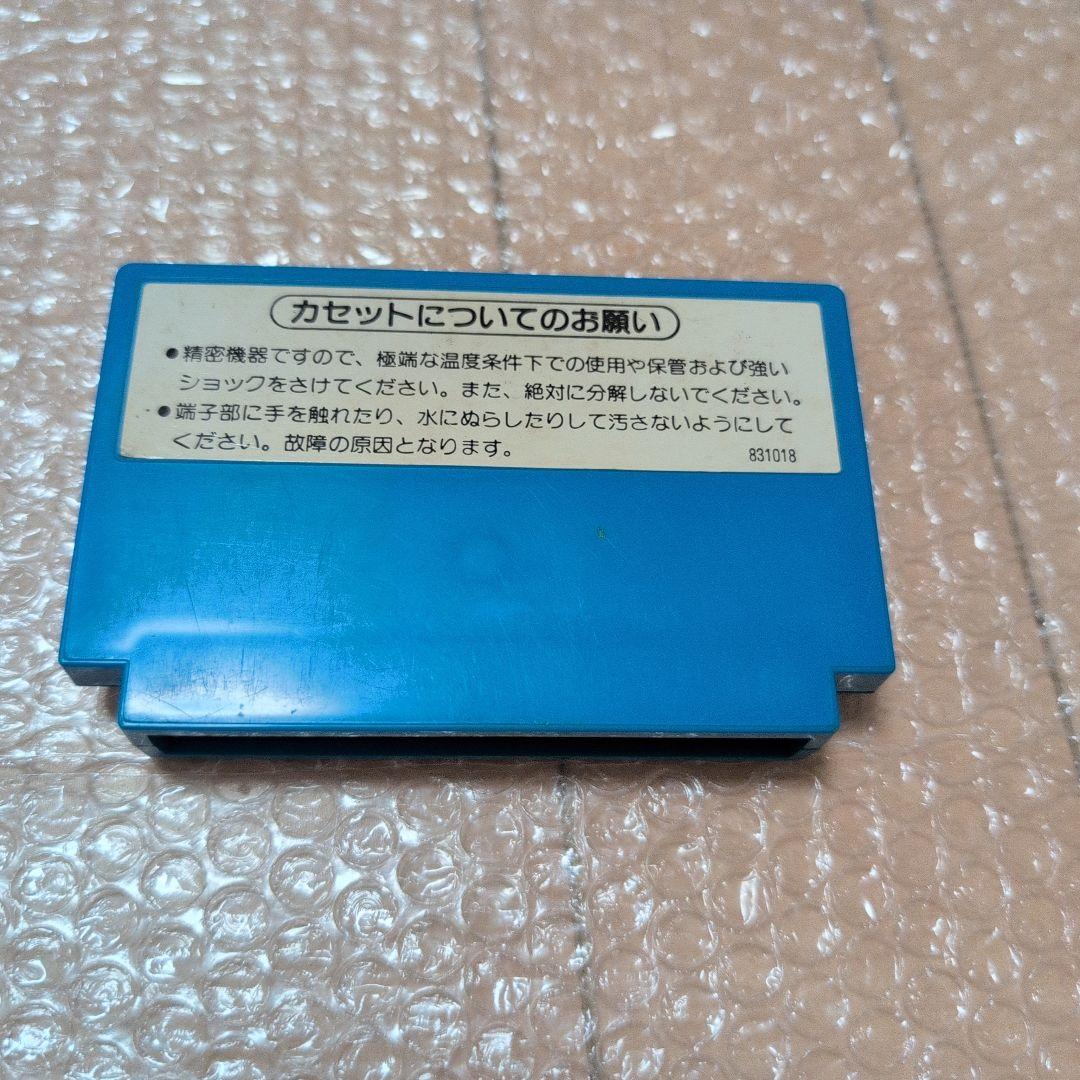 カセットについてのお願い
●精密機器ですので、極端な温度条件下での使用や保管および強い
ショックをさけてください。また、絶対に分解しないでください。
●端子部に手を触れたり、水にぬらしたりして汚さないようにして
ください。故障の原因となります。
831018